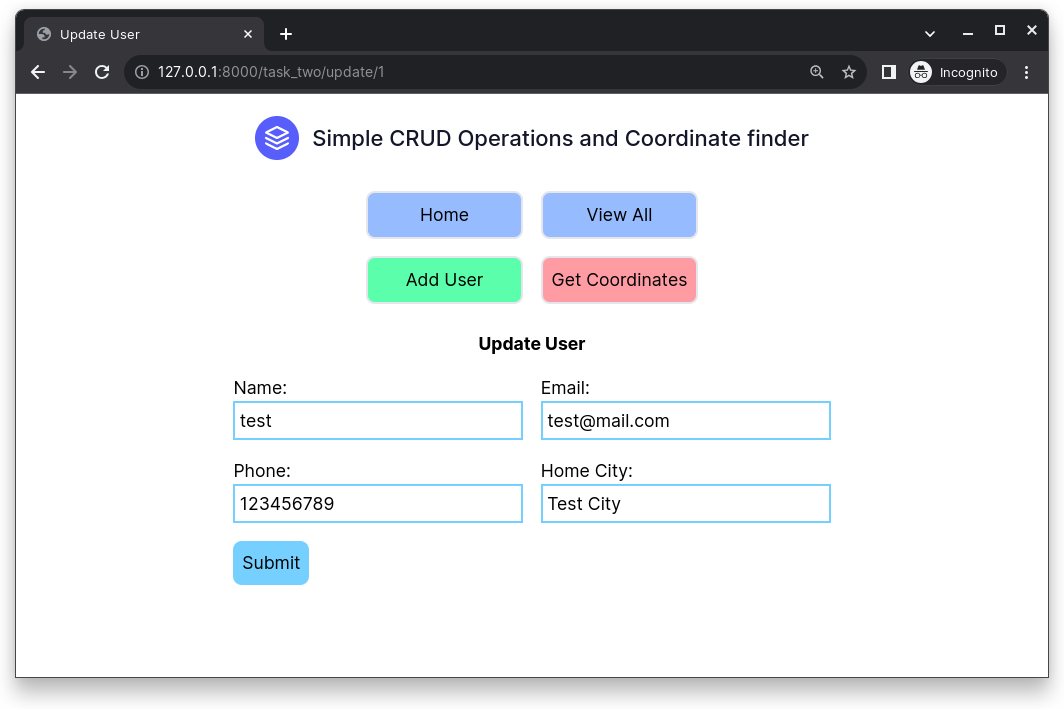 Update User
127.0.0.1:8000/task_two/update/1
Incognito
Simple CRUD Operations and Coordinate finder
Home
View All
Add User
Get Coordinates
Update User
Name:
Email:
test
test@mail.com
Phone:
Home City:
123456789
Test City
Submit